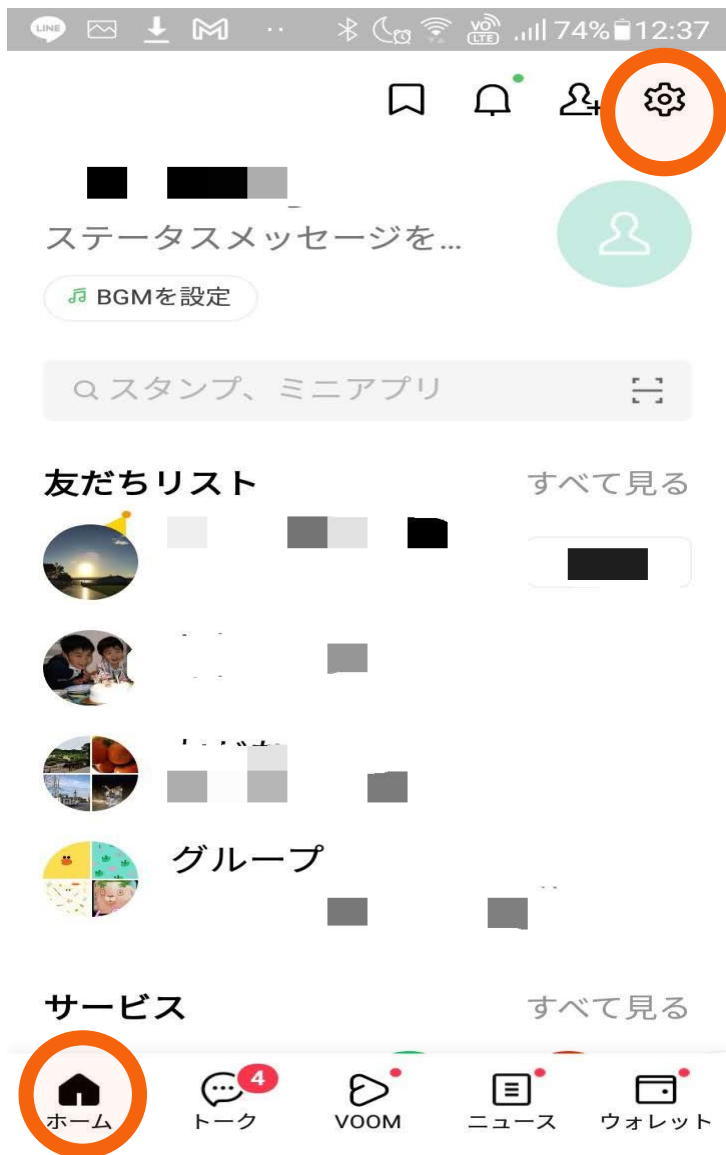 LINE VO) LTE 74% 12:37
ステータスメッセージを...
BGMを設定
スタンプ、ミニアプリ
友だちリスト すべて見る
グループ
サービス すべて見る
4
ホーム トーク VOOM ニュース ウォレット